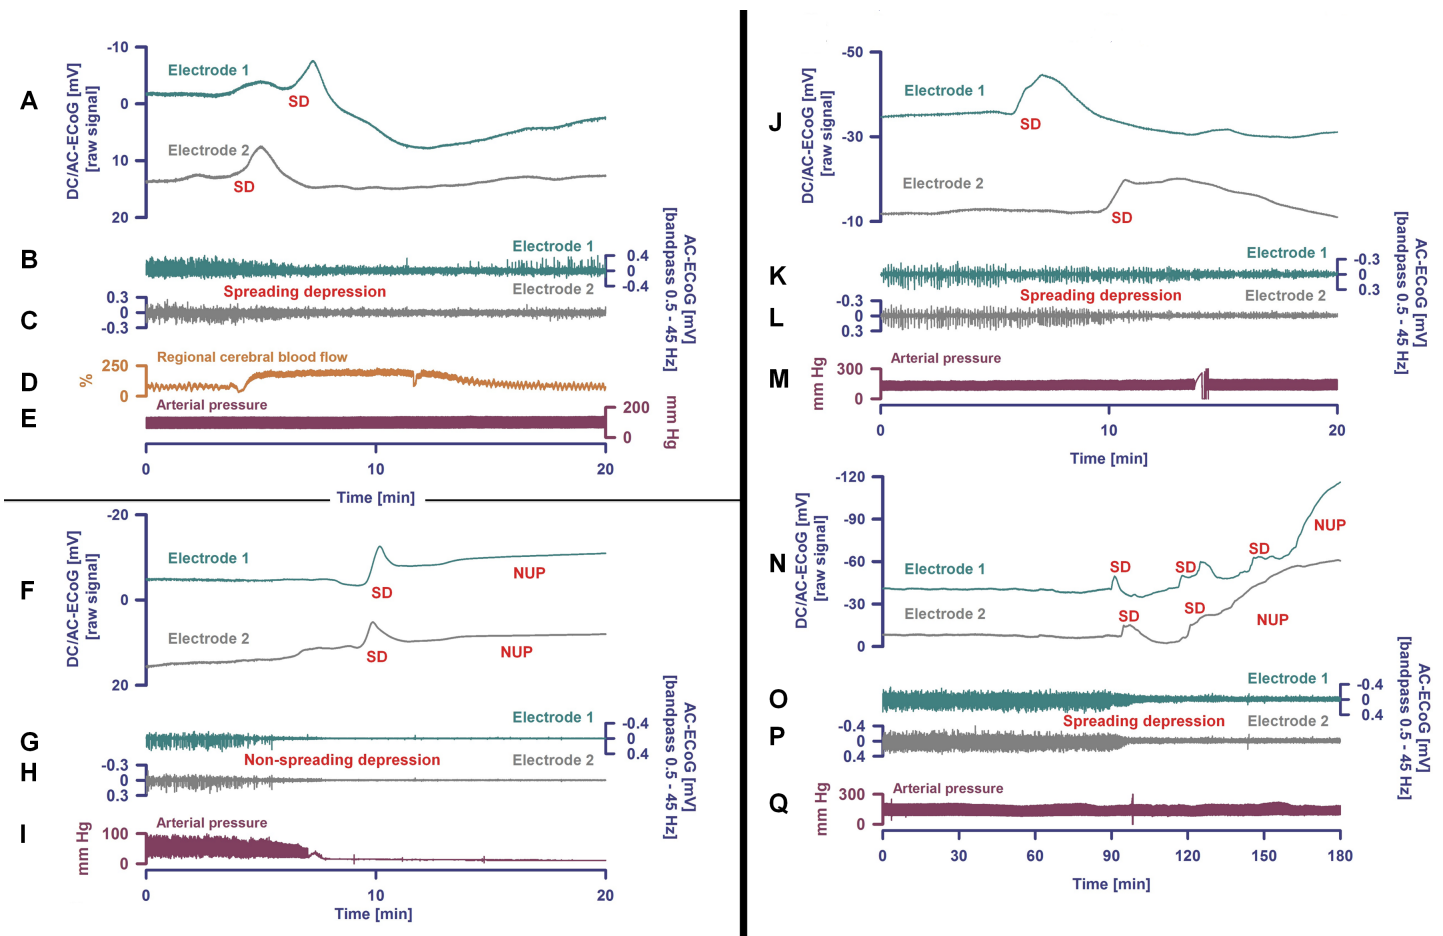 A
DC/AC-ECoG [mV]
[raw signal]
-10
0
10
20
Electrode 1
SD
Electrode 2
SD
B
Electrode 1
0.4
0
-0.4
AC-ECoG [mV]
[bandpass 0.5 - 45 Hz]
Spreading depression
C
0.3
0
-0.3
Electrode 2
D
%
250
0
Regional cerebral blood flow
E
Arterial pressure
200
0
mm Hg
0
10
20
Time [min]
F
DC/AC-ECoG [mV]
[raw signal]
-20
0
20
Electrode 1
SD
NUP
Electrode 2
SD
NUP
G
Electrode 1
-0.4
0
0.4
AC-ECoG [mV]
[bandpass 0.5 - 45 Hz]
Non-spreading depression
H
-0.3
0
0.3
Electrode 2
I
mm Hg
100
0
Arterial pressure
0
10
20
Time [min]
J
DC/AC-ECoG [mV]
[raw signal]
-50
-30
-10
Electrode 1
SD
Electrode 2
SD
K
Electrode 1
-0.3
0
0.3
AC-ECoG [mV]
[bandpass 0.5 - 45 Hz]
Spreading depression
L
-0.3
0
0.3
Electrode 2
M
mm Hg
300
0
Arterial pressure
0
10
20
Time [min]
N
DC/AC-ECoG [mV]
[raw signal]
-120
-90
-60
-30
0
Electrode 1
SD
SD
SD
NUP
Electrode 2
SD
SD
NUP
O
Electrode 1
-0.4
0
0.4
AC-ECoG [mV]
[bandpass 0.5 - 45 Hz]
Spreading depression
P
-0.4
0
0.4
Electrode 2
Q
mm Hg
300
0
Arterial pressure
0
30
60
90
120
150
180
Time [min]